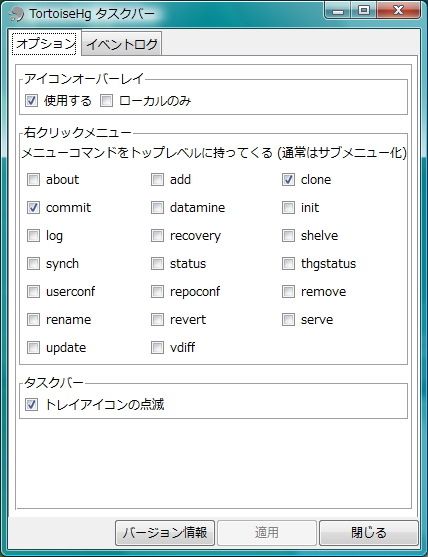 TortoiseHg タスクバー
オプション イベントログ
アイコンオーバーレイ
使用する ローカルのみ
右クリックメニュー
メニューコマンドをトップレベルに持ってくる (通常はサブメニュー化)
about add clone
commit datamine init
log recovery shelve
synch status thgstatus
userconf repoconf remove
rename revert serve
update vdiff
タスクバー
トレイアイコンの点滅
バージョン情報 適用 閉じる